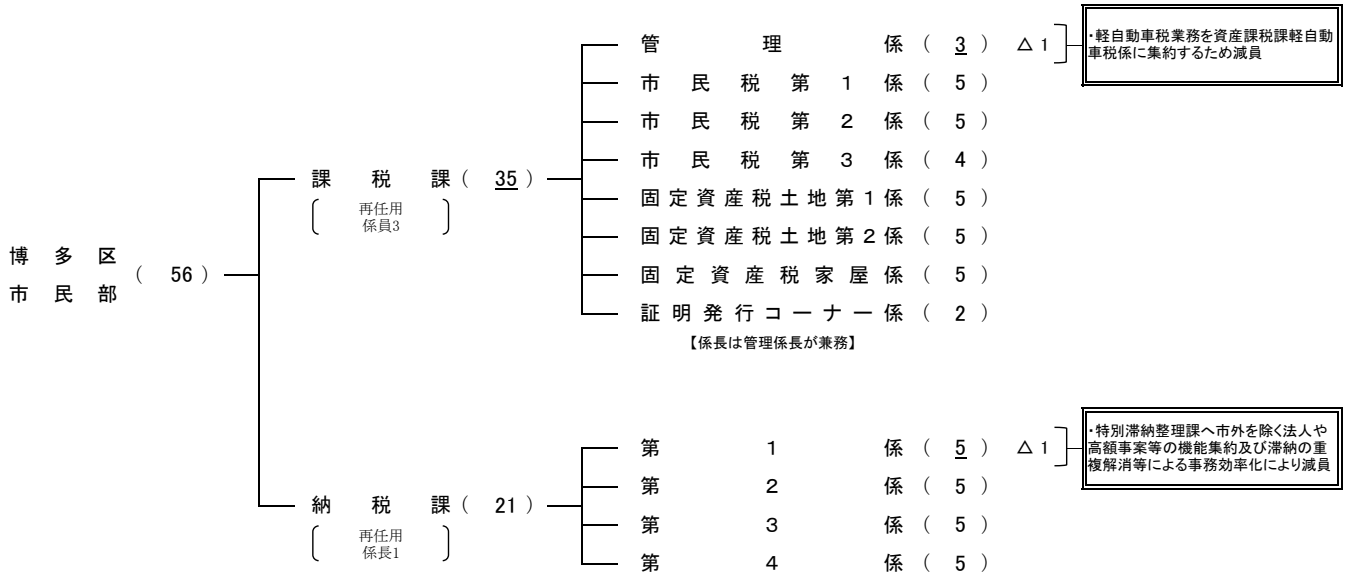 管理係（ 3 ） △ 1
・軽自動車税業務を資産課税課軽自動
車税係に集約するため減員
市民税第1係（ 5 ）
市民税第2係（ 5 ）
市民税第3係（ 4 ）
課税課（ 35 ）
再任用
係員3
固定資産税土地第1係（ 5 ）
固定資産税土地第2係（ 5 ）
博多区
市民部
（ 56 ）
固定資産税家屋係（ 5 ）
証明発行コーナー係（ 2 ）
【係長は管理係長が兼務】
第1係（ 5 ） △ 1
・特別滞納整理課へ市外を除く法人や
高額事案等の機能集約及び滞納の重
複解消等による事務効率化により減員
第2係（ 5 ）
納税課（ 21 ）
再任用
係長1
第3係（ 5 ）
第4係（ 5 ）